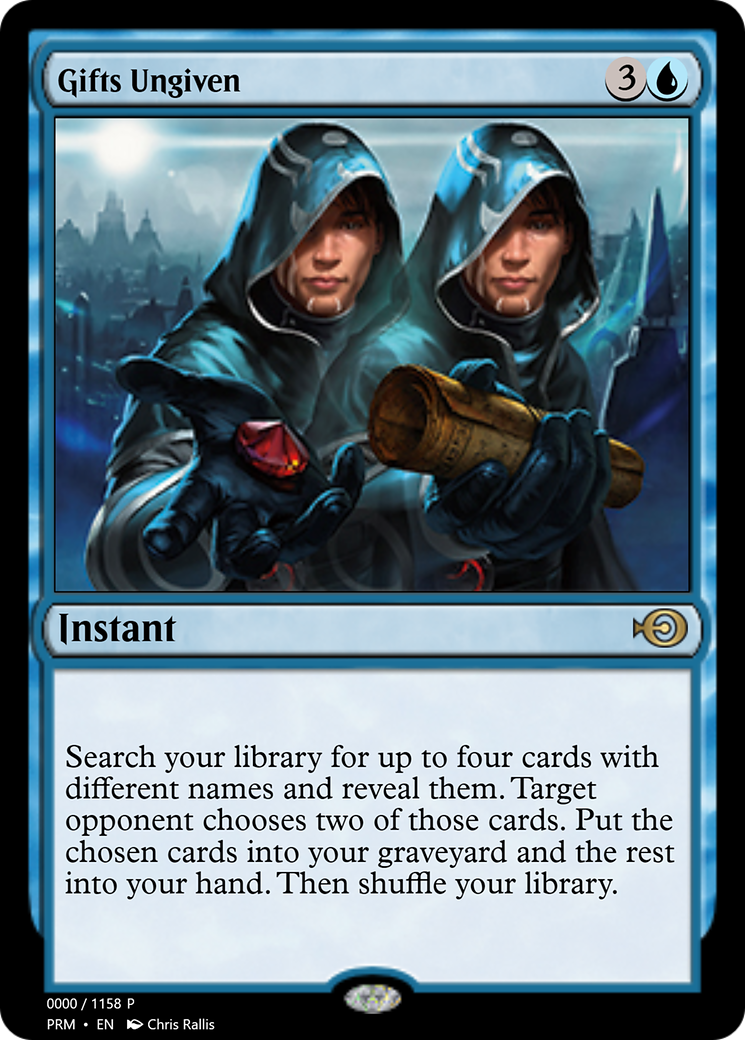 Gifts Ungiven 3
Instant
Search your library for up to four cards with
different names and reveal them. Target
opponent chooses two of those cards. Put the
chosen cards into your graveyard and the rest
into your hand. Then shuffle your library.
0000 / 1158 P
PRM • EN Chris Rallis